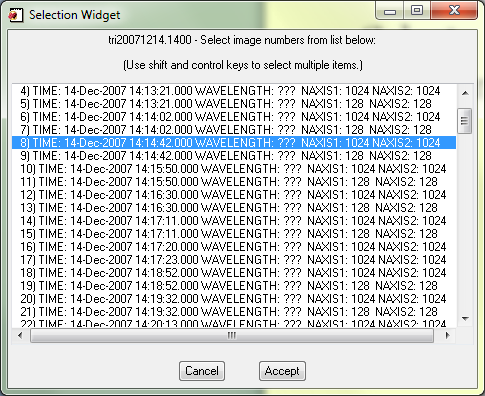 Selection Widget
tri20071214.1400 - Select image numbers from list below:
(Use shift and control keys to select multiple items.)
4) TIME: 14-Dec-2007 14:13:21.000 WAVELENGTH: ??? NAXIS1: 1024 NAXIS2: 1024
5) TIME: 14-Dec-2007 14:13:21.000 WAVELENGTH: ??? NAXIS1: 128 NAXIS2: 128
6) TIME: 14-Dec-2007 14:14:02.000 WAVELENGTH: ??? NAXIS1: 1024 NAXIS2: 1024
7) TIME: 14-Dec-2007 14:14:02.000 WAVELENGTH: ??? NAXIS1: 128 NAXIS2: 128
8) TIME: 14-Dec-2007 14:14:42.000 WAVELENGTH: ??? NAXIS1: 1024 NAXIS2: 1024
9) TIME: 14-Dec-2007 14:14:42.000 WAVELENGTH: ??? NAXIS1: 128 NAXIS2: 128
10) TIME: 14-Dec-2007 14:15:50.000 WAVELENGTH: ??? NAXIS1: 1024 NAXIS2: 1024
11) TIME: 14-Dec-2007 14:15:50.000 WAVELENGTH: ??? NAXIS1: 128 NAXIS2: 128
12) TIME: 14-Dec-2007 14:16:30.000 WAVELENGTH: ??? NAXIS1: 1024 NAXIS2: 1024
13) TIME: 14-Dec-2007 14:16:30.000 WAVELENGTH: ??? NAXIS1: 128 NAXIS2: 128
14) TIME: 14-Dec-2007 14:17:11.000 WAVELENGTH: ??? NAXIS1: 1024 NAXIS2: 1024
15) TIME: 14-Dec-2007 14:17:11.000 WAVELENGTH: ??? NAXIS1: 128 NAXIS2: 128
16) TIME: 14-Dec-2007 14:17:20.000 WAVELENGTH: ??? NAXIS1: 1024 NAXIS2: 1024
17) TIME: 14-Dec-2007 14:17:23.000 WAVELENGTH: ??? NAXIS1: 1024 NAXIS2: 1024
18) TIME: 14-Dec-2007 14:18:52.000 WAVELENGTH: ??? NAXIS1: 1024 NAXIS2: 1024
19) TIME: 14-Dec-2007 14:18:52.000 WAVELENGTH: ??? NAXIS1: 128 NAXIS2: 128
20) TIME: 14-Dec-2007 14:19:32.000 WAVELENGTH: ??? NAXIS1: 1024 NAXIS2: 1024
21) TIME: 14-Dec-2007 14:19:32.000 WAVELENGTH: ??? NAXIS1: 128 NAXIS2: 128
22) TIME: 14-Dec-2007 14:20:13.000 WAVELENGTH: ??? NAXIS1: 1024 NAXIS2: 1024
Cancel Accept